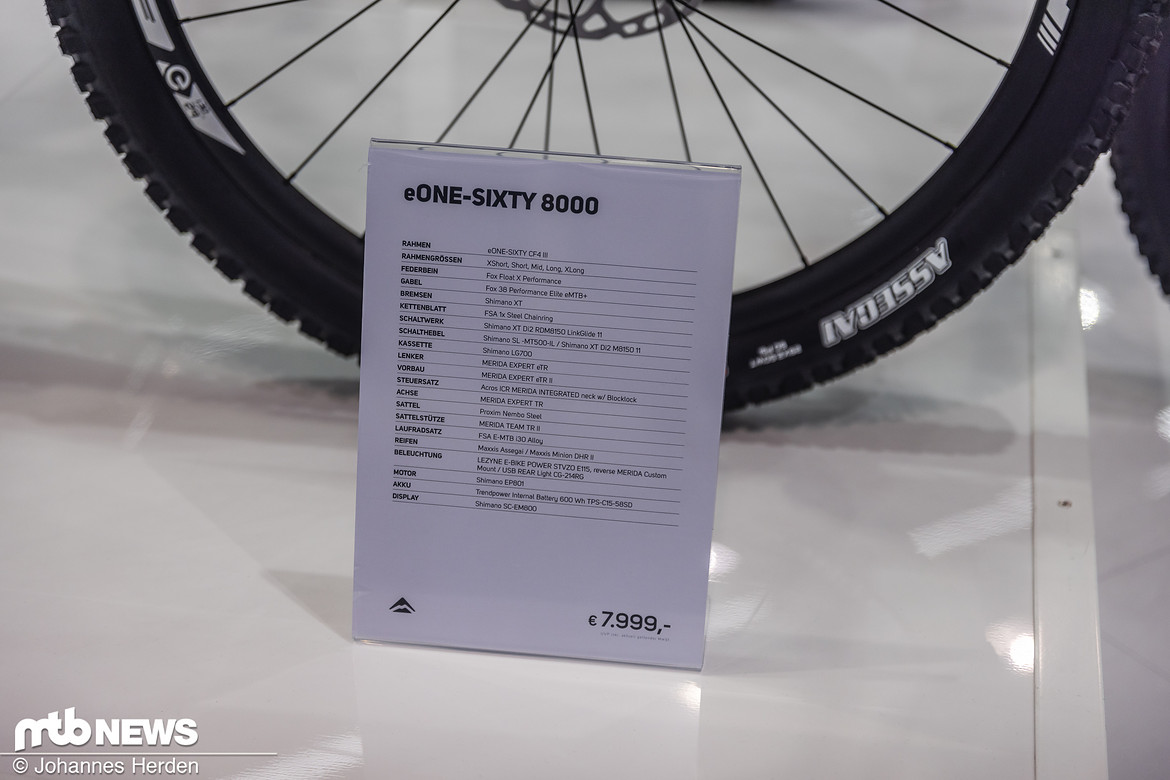 eONE-SIXTY 8000
RAHMEN eONE-SIXTY CF4 III
RAHMENGRÖSSEN XShort, Short, Mid, Long, XLong
FEDERBEIN Fox Float X Performance
GABEL Fox 38 Performance Elite eMTB+
BREMSEN Shimano XT
KETTENBLATT FSA 1x Steel Chainring
SCHALTWERK Shimano XT Di2 RDM8150 LinkGlide 11
SCHALTHEBEL Shimano SL -MT500-IL / Shimano XT Di2 M8150 11
KASSETTE Shimano LG700
LENKER MERIDA EXPERT eTR
VORBAU MERIDA EXPERT eTR II
STEUERSATZ Acros ICR MERIDA INTEGRATED neck w/ Blocklock
ACHSE MERIDA EXPERT TR
SATTEL Proxim Nembo Steel
SATTELSTÜTZE MERIDA TEAM TR II
LAUFRADSATZ FSA E-MTB i30 Alloy
REIFEN Maxxis Assegai / Maxxis Minion DHR II
BELEUCHTUNG LEZYNE E-BIKE POWER STVZO E115, reverse MERIDA Custom
Mount / USB REAR Light CG-214RG
MOTOR Shimano EP801
AKKU Trendpower Internal Battery 600 Wh TPS-C15-58SD
DISPLAY Shimano SC-EM800
€ 7.999,-
ASSEGAI
mtb NEWS
© Johannes Herden